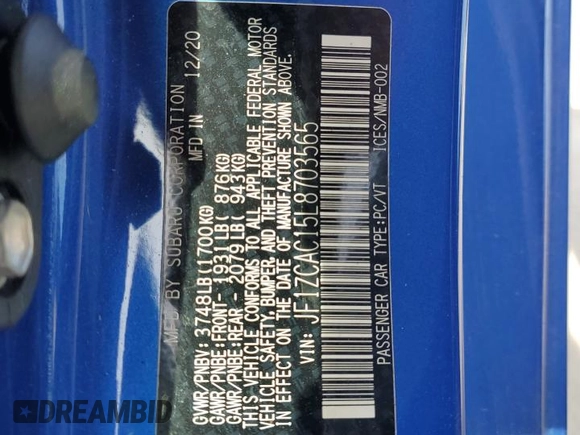 MFD BY SUBARU CORPORATION 12/20
MED IN
GVWR/PNBV: 3748LB(1700KG)
GAWR/PNBE:FRONT- 1931LB( 876KG)
GAWR/PNBE:REAR - 2079LB( 943KG)
THIS VEHICLE CONFORMS TO ALL APPLICABLE FEDERAL MOTOR
VEHICLE SAFETY, BUMPER, AND THEFT PREVENTION STANDARDS
IN EFFECT ON THE DATE OF MANUFACTURE SHOWN ABOVE.
VIN: JF1ZCAC15L8703565
PASSENGER CAR TYPE:PC/VT ICES/NMB-002
DREAMBID